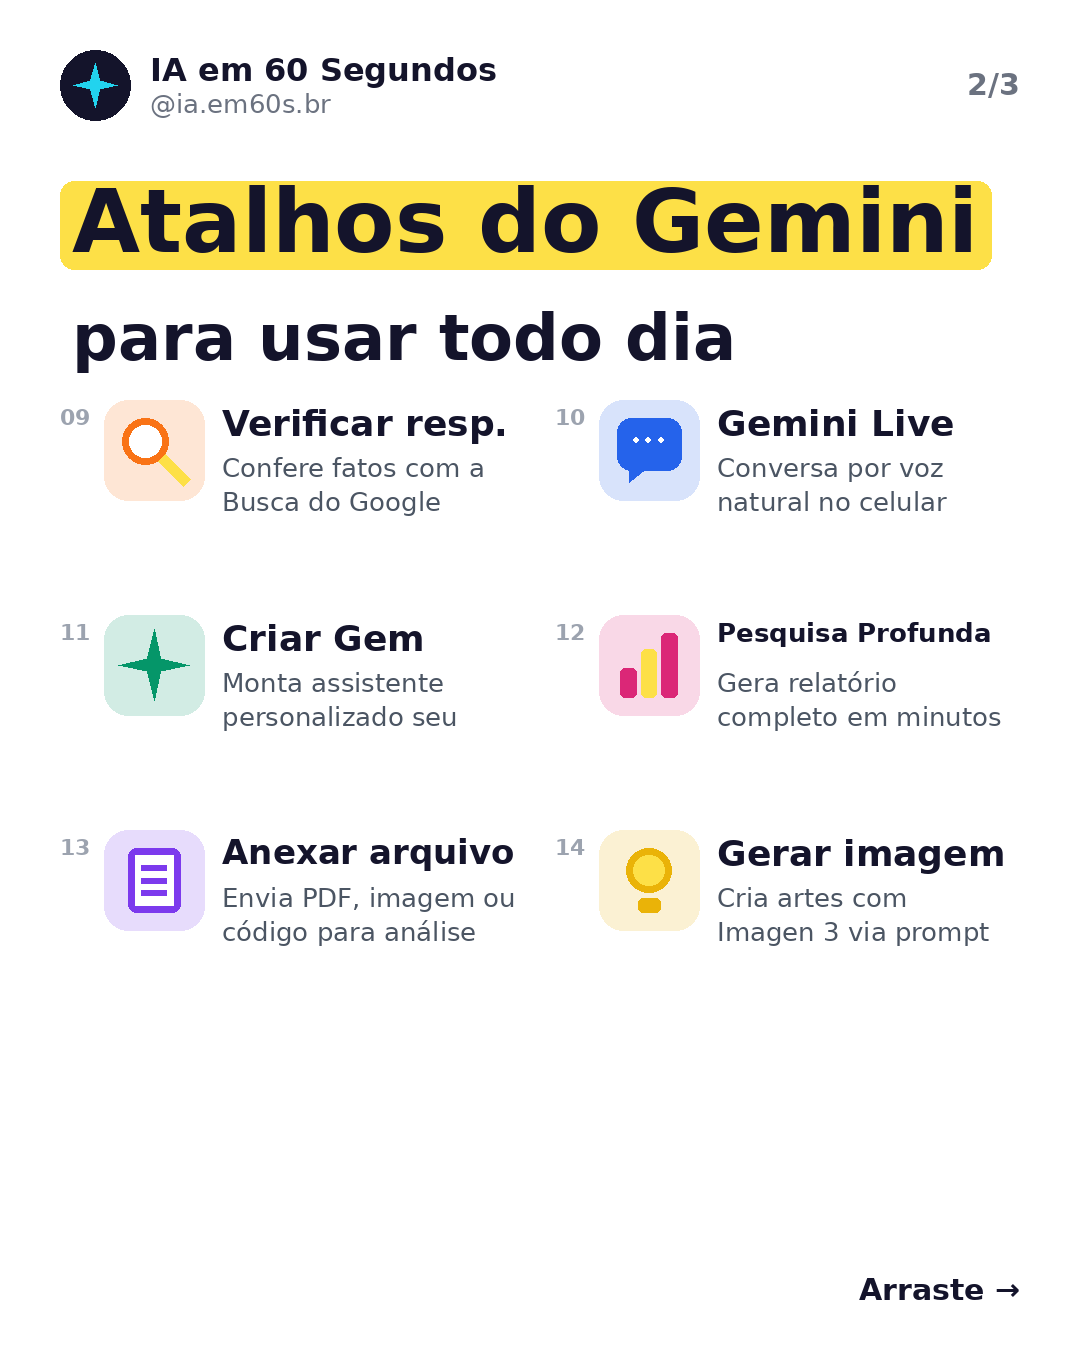 IA em 60 Segundos
@ia.em60s.br
2/3
Atalhos do Gemini
para usar todo dia
09
Verificar resp.
Confere fatos com a
Busca do Google
10
Gemini Live
Conversa por voz
natural no celular
11
Criar Gem
Monta assistente
personalizado seu
12
Pesquisa Profunda
Gera relatório
completo em minutos
13
Anexar arquivo
Envia PDF, imagem ou
código para análise
14
Gerar imagem
Cria artes com
Imagen 3 via prompt
Arraste →